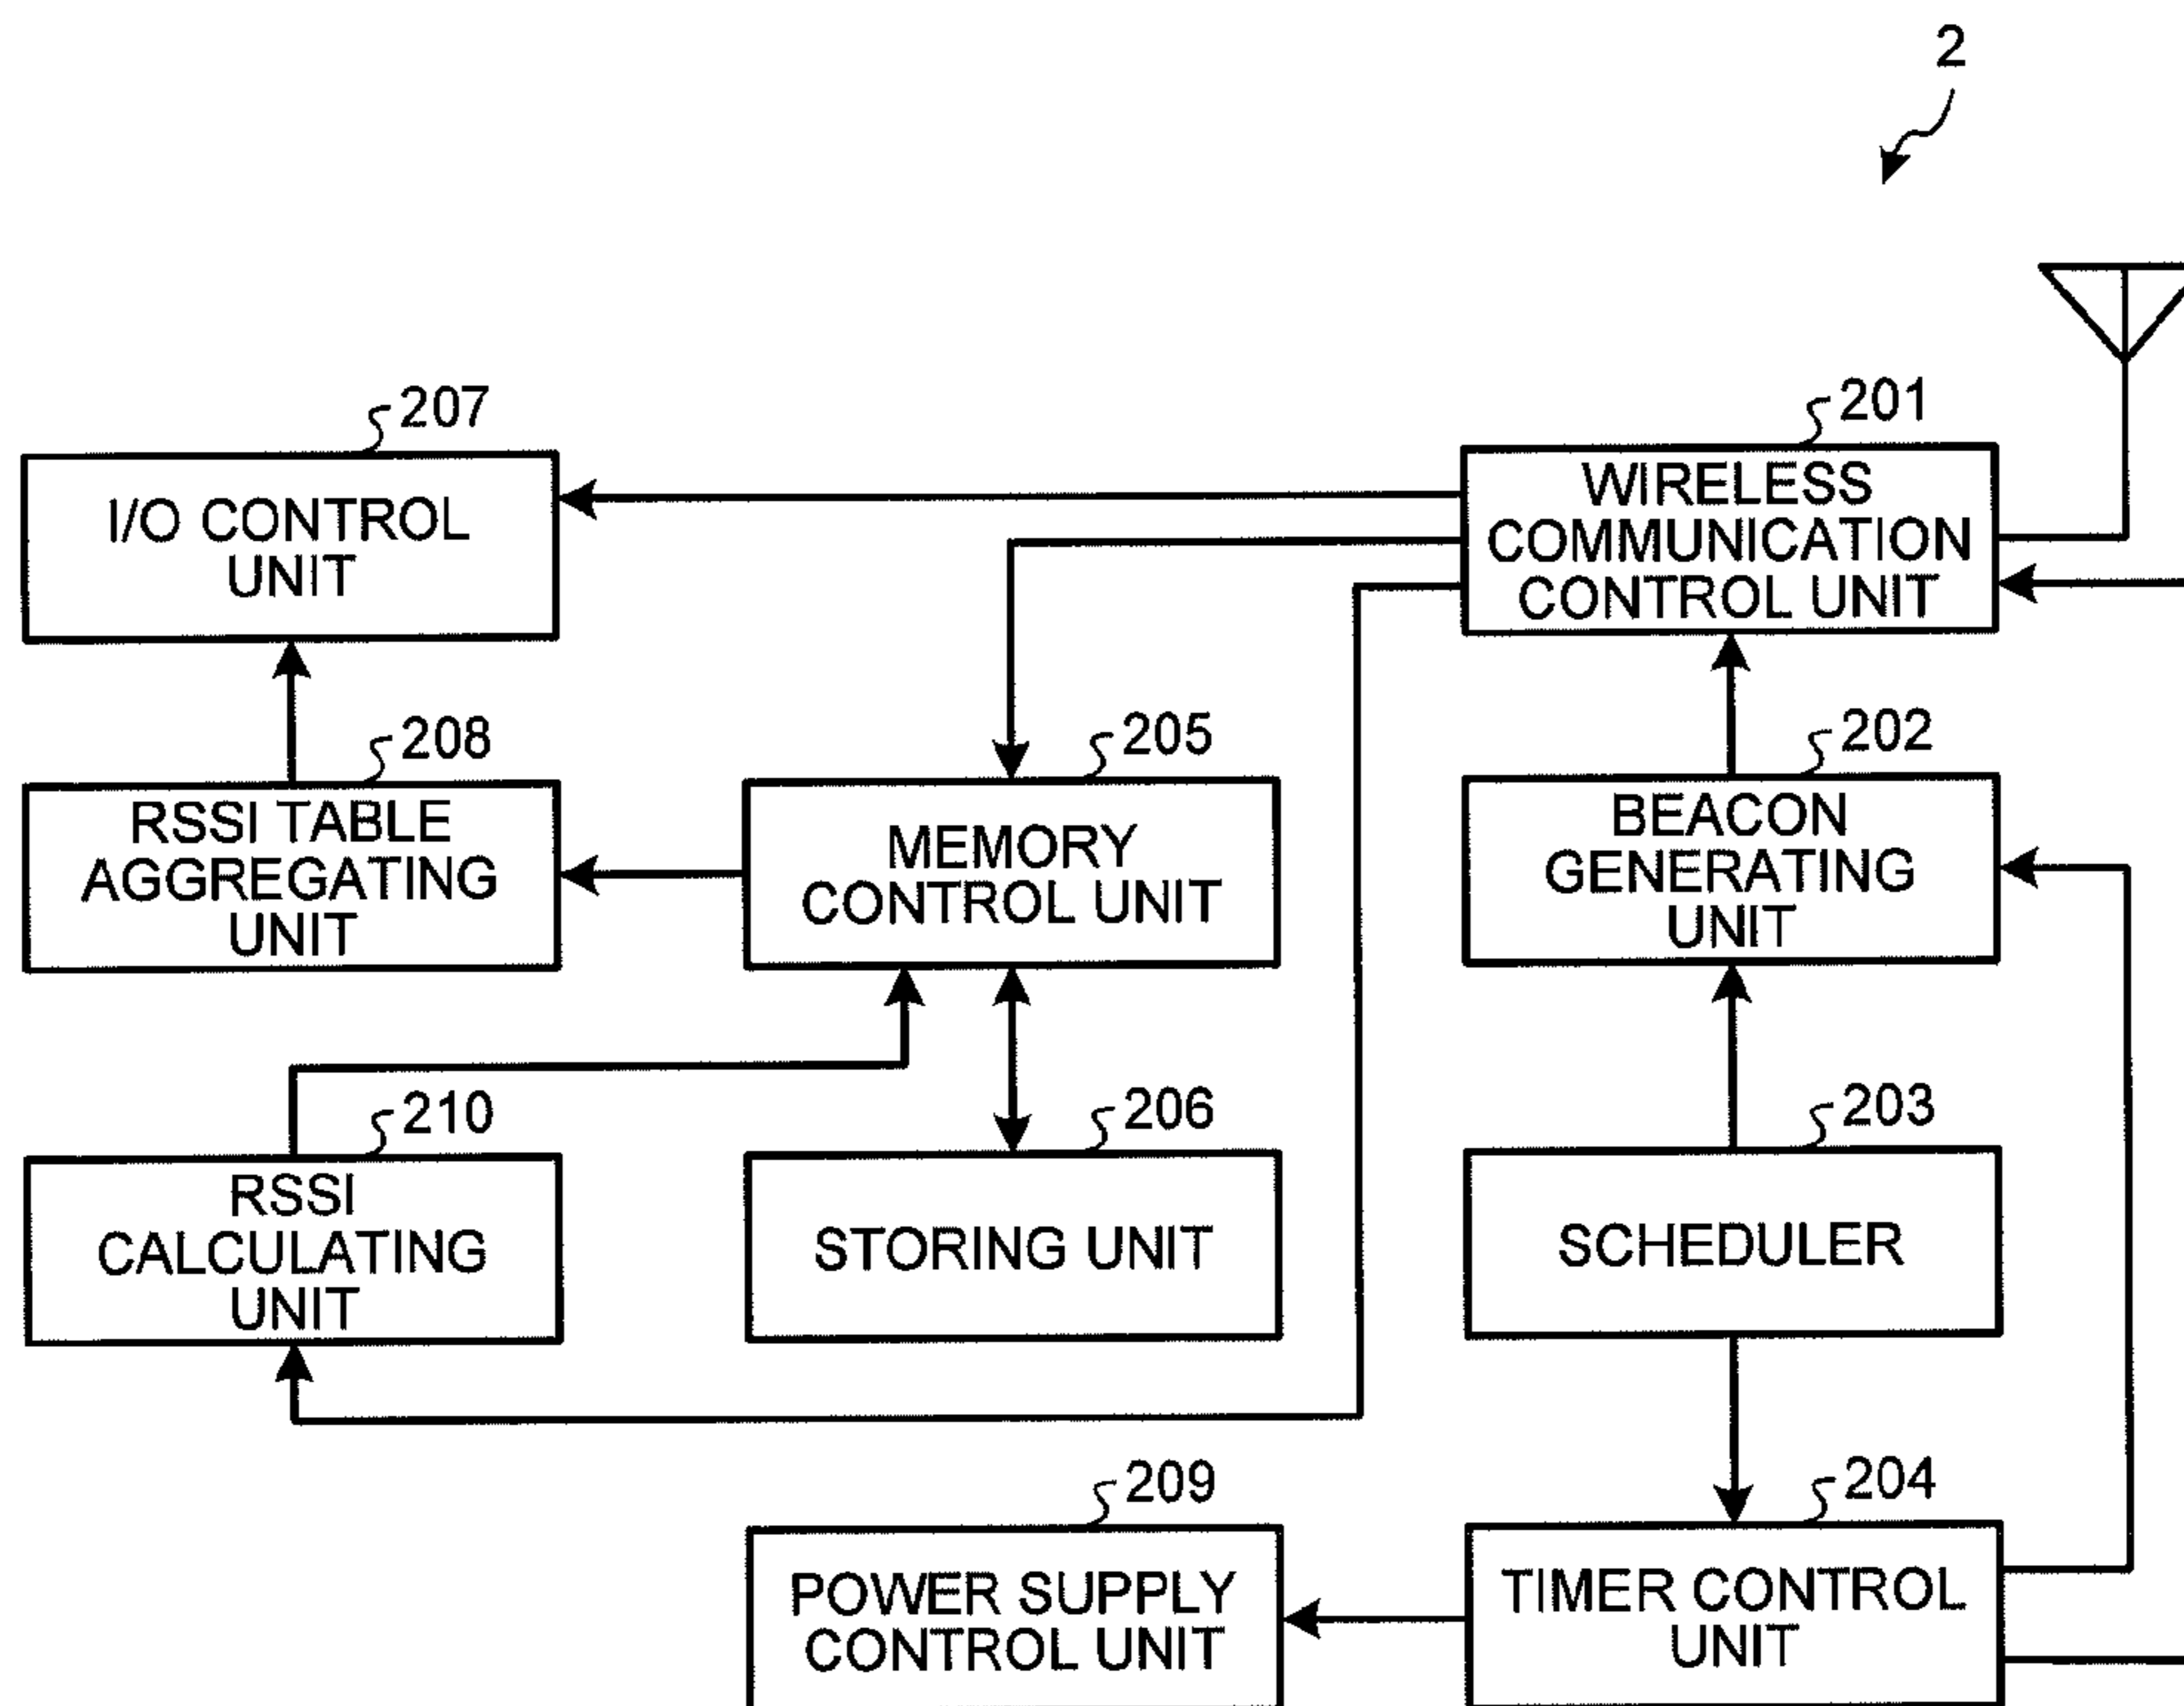 2
207
201
I/O CONTROL
UNIT
WIRELESS
COMMUNICATION
CONTROL UNIT
208
205
202
RSSI TABLE
AGGREGATING
UNIT
MEMORY
CONTROL UNIT
BEACON
GENERATING
UNIT
210
206
203
RSSI
CALCULATING
UNIT
STORING UNIT
SCHEDULER
209
204
POWER SUPPLY
CONTROL UNIT
TIMER CONTROL
UNIT